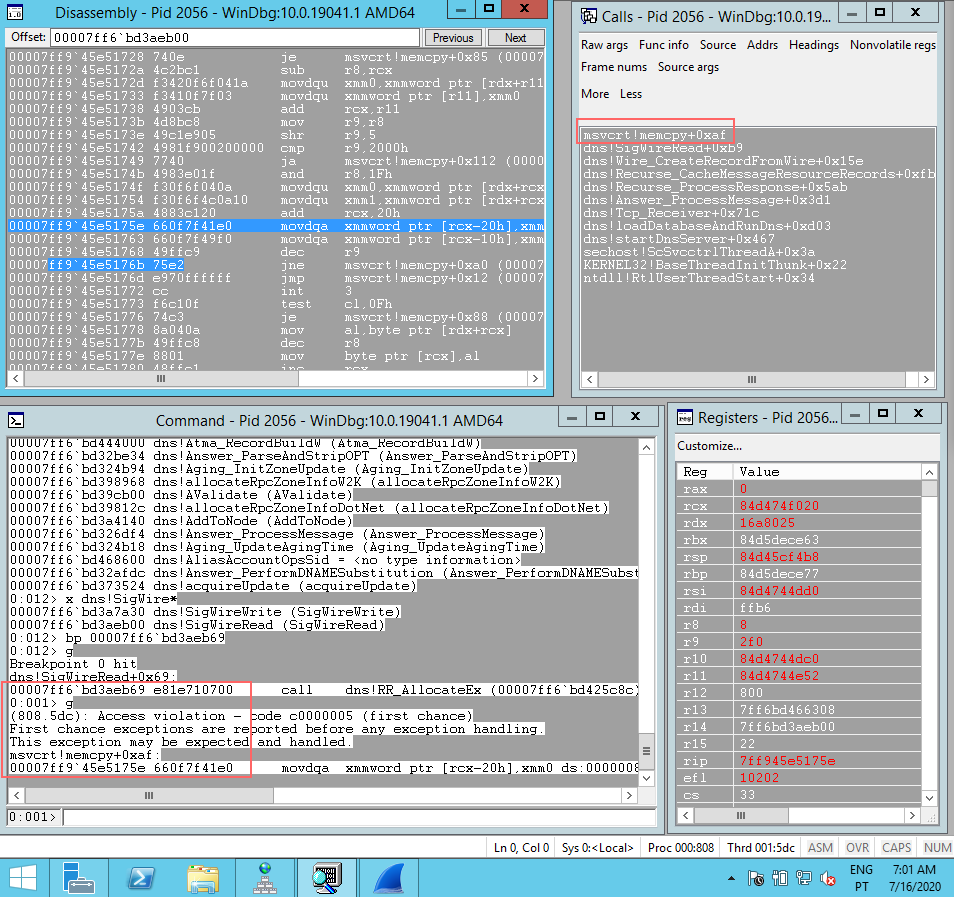 Disassembly - Pid 2056 - WinDbg:10.0.19041.1 AMD64
Offset: 00007ff6`bd3aeb00 Previous Next
00007ff9`45e51728 740e je msvcrt!memcpy+0x85 (00007
00007ff9`45e5172a 4c2bc1 sub r8,rcx
00007ff9`45e5172d f3420f6f041a movdqu xmm0,xmmword ptr [rdx+r11
00007ff9`45e51733 f3410f7f03 movdqu xmmword ptr [r11],xmm0
00007ff9`45e51738 4903cb add rcx,r11
00007ff9`45e5173b 4d8bc8 mov r9,r8
00007ff9`45e5173e 49c1e905 shr r9,5
00007ff9`45e51742 4981f900200000 cmp r9,2000h
00007ff9`45e51749 7740 ja msvcrt!memcpy+0x112 (0000
00007ff9`45e5174b 4983e01f and r8,1Fh
00007ff9`45e5174f f30f6f040a movdqu xmm0,xmmword ptr [rdx+rcx
00007ff9`45e51754 f30f6f4c0a10 movdqu xmm1,xmmword ptr [rdx+rcx
00007ff9`45e5175a 4883c120 add rcx,20h
00007ff9`45e5175e 660f7f41e0 movdqa xmmword ptr [rcx-20h],xmm
00007ff9`45e51763 660f7f49f0 movdqa xmmword ptr [rcx-10h],xmm
00007ff9`45e51768 49ffc9 dec r9
00007ff9`45e5176b 75e2 jne msvcrt!memcpy+0xa0 (00007
00007ff9`45e5176d e970ffffff jmp msvcrt!memcpy+0x12 (00007
00007ff9`45e51772 cc int 3
00007ff9`45e51773 f6c10f test cl,0Fh
00007ff9`45e51776 74c3 je msvcrt!memcpy+0x88 (00007
00007ff9`45e51778 8a040a mov al,byte ptr [rdx+rcx]
00007ff9`45e5177b 49ffc8 dec r8
00007ff9`45e5177e 8801 mov byte ptr [rcx],al
00007ff9`45e51780 48ffc1 inc rcx
Calls - Pid 2056 - WinDbg:10.0.19...
Raw args Func info Source Addrs Headings Nonvolatile regs
Frame nums Source args
More Less
msvcrt!memcpy+0xaf
dns!SigWireRead+0xb9
dns!Wire_CreateRecordFromWire+0x15e
dns!Recurse_CacheMessageResourceRecords+0xfb
dns!Recurse_ProcessResponse+0x5ab
dns!Answer_ProcessMessage+0x3d1
dns!Tcp_Receiver+0x71c
dns!loadDatabaseAndRunDns+0xd03
dns!startDnsServer+0x467
sechost!ScSvcctrlThreadA+0x3a
KERNEL32!BaseThreadInitThunk+0x22
ntdll!RtlUserThreadStart+0x34
Command - Pid 2056 - WinDbg:10.0.19041.1 AMD64
00007ff6`bd444000 dns!Atma_RecordBuildW (Atma_RecordBuildW)
00007ff6`bd32be34 dns!Answer_ParseAndStripOPT (Answer_ParseAndStripOPT)
00007ff6`bd324b94 dns!Aging_InitZoneUpdate (Aging_InitZoneUpdate)
00007ff6`bd398968 dns!allocateRpcZoneInfoW2K (allocateRpcZoneInfoW2K)
00007ff6`bd39cb00 dns!AValidate (AValidate)
00007ff6`bd39812c dns!allocateRpcZoneInfoDotNet (allocateRpcZoneInfoDotNet)
00007ff6`bd3a4140 dns!AddToNode (AddToNode)
00007ff6`bd326df4 dns!Answer_ProcessMessage (Answer_ProcessMessage)
00007ff6`bd324b18 dns!Aging_UpdateAgingTime (Aging_UpdateAgingTime)
00007ff6`bd468600 dns!AliasAccountOpsSid = <no type information>
00007ff6`bd32afdc dns!Answer_PerformDNAMESubstitution (Answer_PerformDNAMESubst
00007ff6`bd373524 dns!acquireUpdate (acquireUpdate)
0:012> x dns!SigWire*
00007ff6`bd3a7a30 dns!SigWireWrite (SigWireWrite)
00007ff6`bd3aeb00 dns!SigWireRead (SigWireRead)
0:012> bp 00007ff6`bd3aeb69
0:012> g
Breakpoint 0 hit
dns!SigWireRead+0x69:
00007ff6`bd3aeb69 e81e710700 call dns!RR_AllocateEx (00007ff6`bd425c8c)
0:001> g
(808.5dc): Access violation - code c0000005 (first chance)
First chance exceptions are reported before any exception handling.
This exception may be expected and handled.
msvcrt!memcpy+0xaf:
00007ff9`45e5175e 660f7f41e0 movdqa xmmword ptr [rcx-20h],xmm0 ds:0000008
0:001>
Registers - Pid 2056...
Customize...
Reg Value
rax 0
rcx 84d474f020
rdx 16a8025
rbx 84d5dece63
rsp 84d45cf4b8
rbp 84d5dece77
rsi 84d4744dd0
rdi ffb6
r8 8
r9 2f0
r10 84d4744dc0
r11 84d4744e52
r12 800
r13 7ff6bd466308
r14 7ff6bd3aeb00
r15 22
rip 7ff945e5175e
efl 10202
cs 33
Ln 0, Col 0 Sys 0:<Local> Proc 000:808 Thrd 001:5dc ASM OVR CAPS NUM
ENG 7:01 AM
PT 7/16/2020